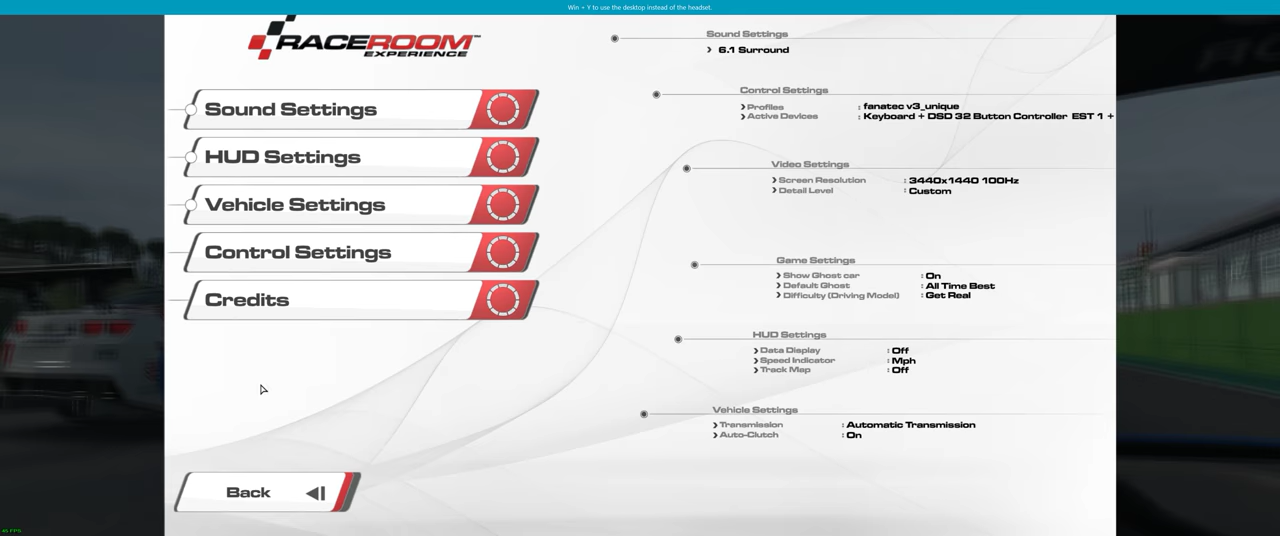 Win + Y to use the desktop instead of the headset.
RACEROOM™
EXPERIENCE
Sound Settings
HUD Settings
Vehicle Settings
Control Settings
Credits
Back
Sound Settings
6.1 Surround
Control Settings
Profiles : fanatec v3_unique
Active Devices : Keyboard + DSD 32 Button Controller EST 1 +
Video Settings
Screen Resolution : 3440x1440 100Hz
Detail Level : Custom
Game Settings
Show Ghost car : On
Default Ghost : All Time Best
Difficulty (Driving Model) : Get Real
HUD Settings
Data Display : Off
Speed Indicator : Mph
Track Map : Off
Vehicle Settings
Transmission : Automatic Transmission
Auto-Clutch : On